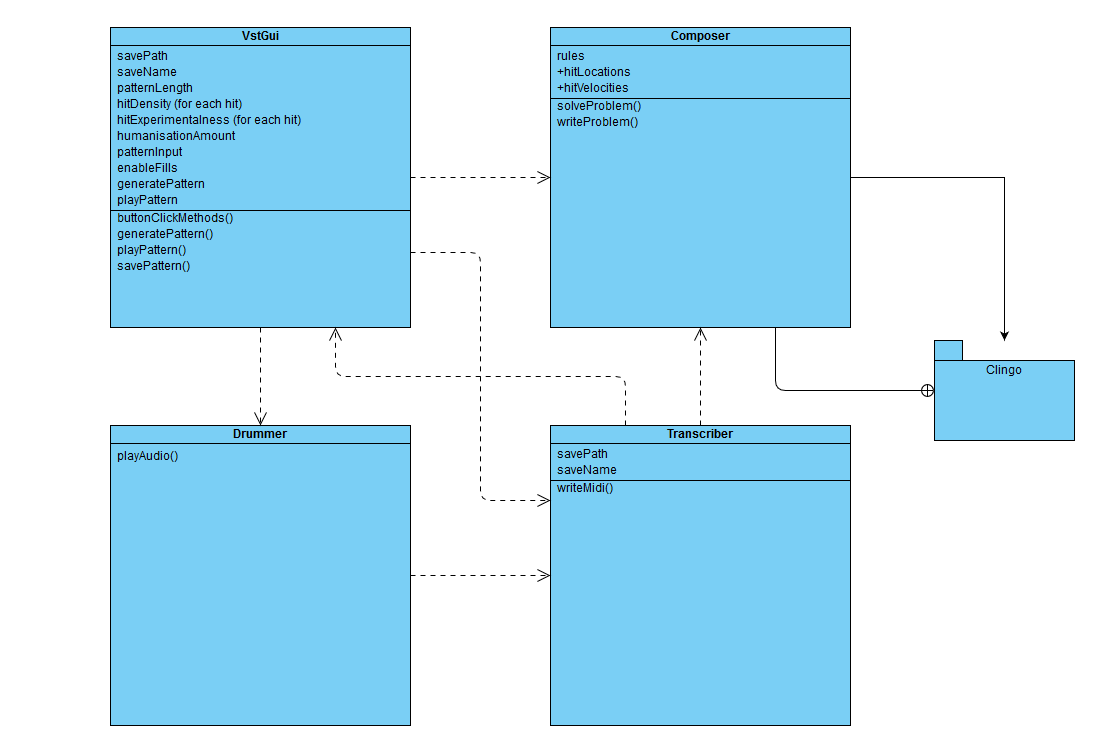 VstGui
savePath
saveName
patternLength
hitDensity (for each hit)
hitExperimentalness (for each hit)
humanisationAmount
patternInput
enableFills
generatePattern
playPattern
buttonClickMethods()
generatePattern()
playPattern()
savePattern()
Composer
rules
+hitLocations
+hitVelocities
solveProblem()
writeProblem()
Clingo
Drummer
playAudio()
Transcriber
savePath
saveName
writeMidi()